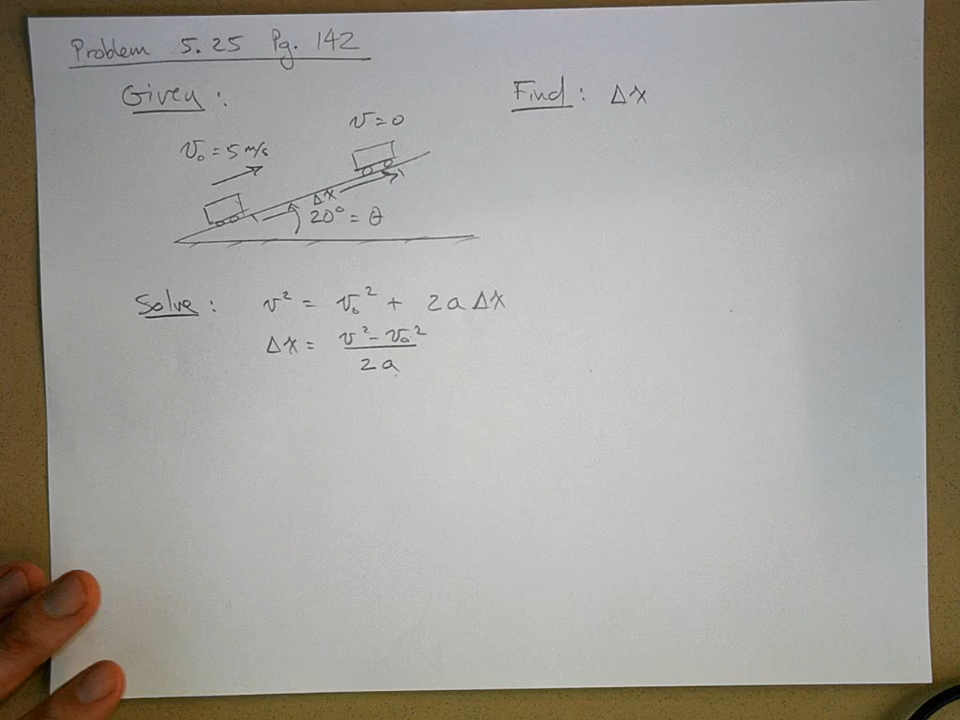 Problem 5.25 Pg. 142
Given:
Find: Δx
v=0
v₀ = 5 m/s
Δx
20° = θ
Solve: v² = v₀² + 2aΔx
Δx = (v² - v₀²) / 2a